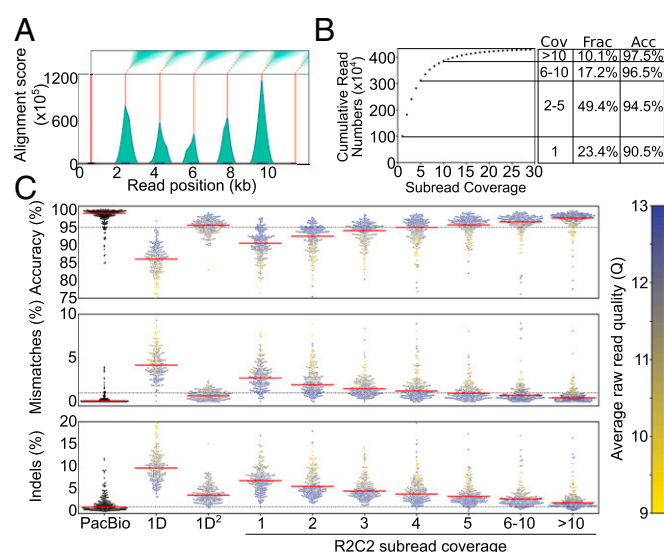 A
Alignment score
(x10⁵)
1200
600
0
0 2 4 6 8 10
Read position (kb)
B
Cumulative Read
Numbers (x10⁴)
400
300
200
100
0
0 5 10 15 20 25 30
Subread Coverage
Cov Frac Acc
>10 10.1% 97.5%
6-10 17.2% 96.5%
2-5 49.4% 94.5%
1 23.4% 90.5%
C
Accuracy (%)
100
95
90
85
80
75
Mismatches (%)
10
5
0
Indels (%)
20
15
10
5
0
PacBio 1D 1D² 1 2 3 4 5 6-10 >10
R2C2 subread coverage
Average raw read quality (Q)
13
12
11
10
9